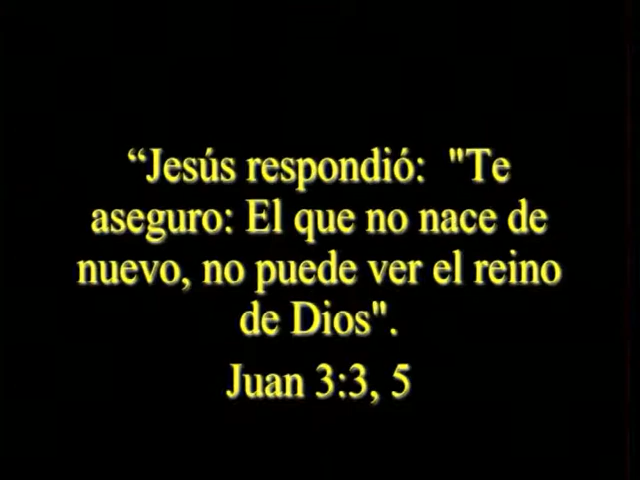 “Jesús respondió:  "Te
aseguro: El que no nace de
nuevo, no puede ver el reino
de Dios".
Juan 3:3, 5